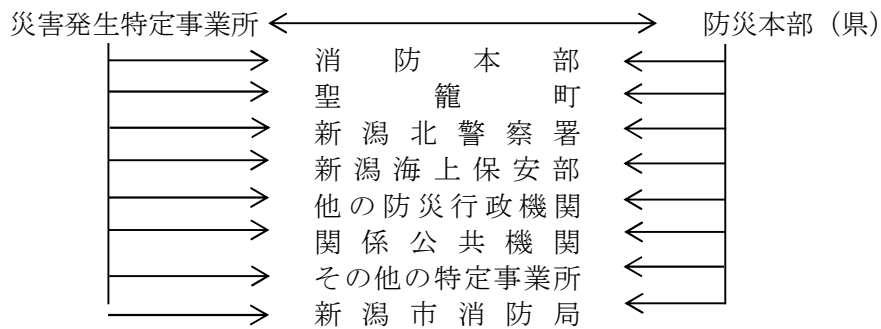 災害発生特定事業所 防災本部（県）
消防本部
聖籠町
新潟北警察署
新潟海上保安部
他の防災行政機関
関係公共機関
その他の特定事業所
新潟市消防局